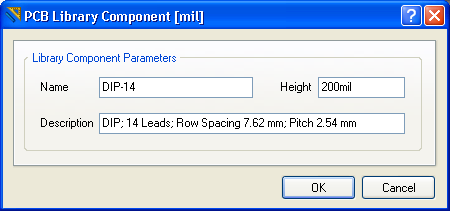 PCB Library Component [mil]
Library Component Parameters
Name DIP-14 Height 200mil
Description DIP; 14 Leads; Row Spacing 7.62 mm; Pitch 2.54 mm
OK Cancel